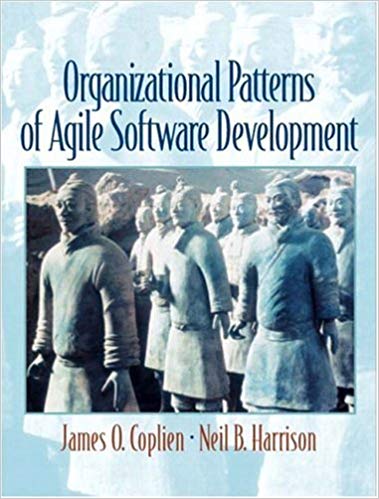 Organizational Patterns
of Agile Software Development
James O. Coplien · Neil B. Harrison